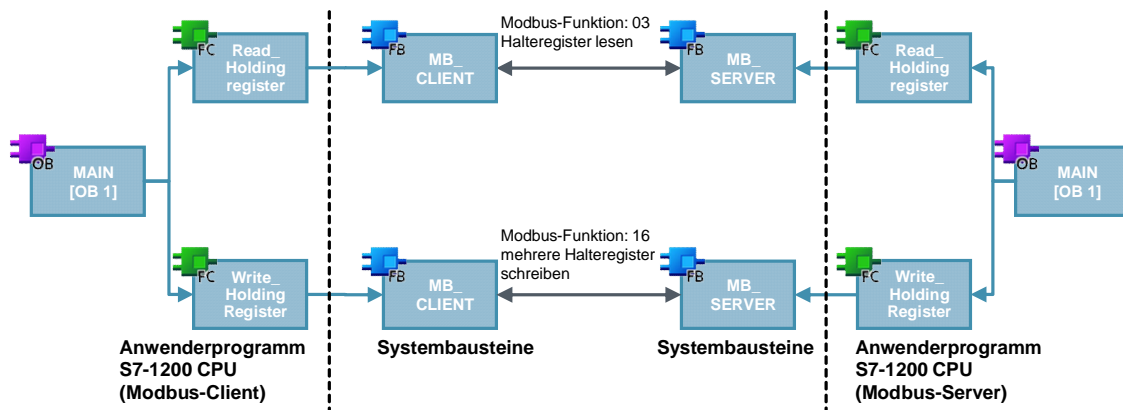 FC
Read_
Holding
register
FB
MB_
CLIENT
Modbus-Funktion: 03
Halteregister lesen
FB
MB_
SERVER
FC
Read_
Holding
register
OB
MAIN
[OB 1]
OB
MAIN
[OB 1]
FC
Write_
Holding
Register
FB
MB_
CLIENT
Modbus-Funktion: 16
mehrere Halteregister
schreiben
FB
MB_
SERVER
FC
Write_
Holding
Register
Anwenderprogramm
S7-1200 CPU
(Modbus-Client)
Systembausteine
Systembausteine
Anwenderprogramm
S7-1200 CPU
(Modbus-Server)